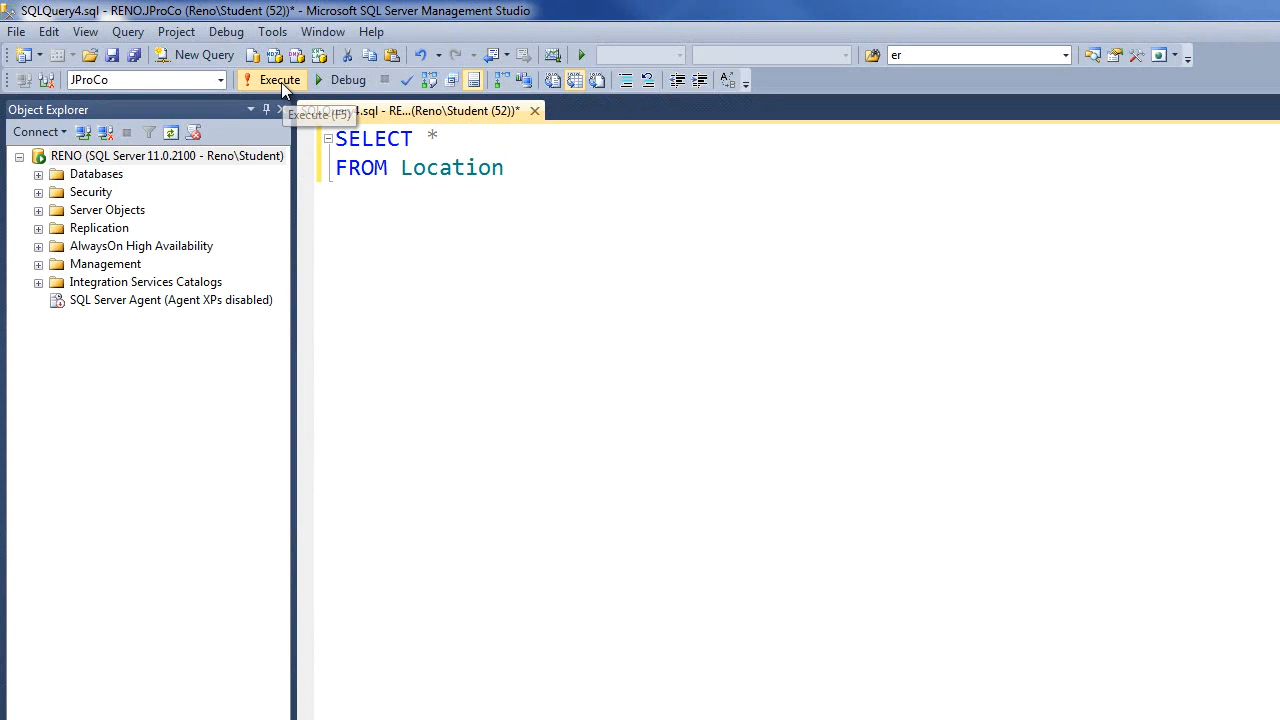 SQLQuery4.sql - RENO.JProCo (Reno\Student (52))* - Microsoft SQL Server Management Studio
File Edit View Query Project Debug Tools Window Help
New Query er
JProCo Execute Debug
Object Explorer
4.sql - RE...(Reno\Student (52))*
Execute (F5)
Connect
SELECT *
FROM Location
RENO (SQL Server 11.0.2100 - Reno\Student)
Databases
Security
Server Objects
Replication
AlwaysOn High Availability
Management
Integration Services Catalogs
SQL Server Agent (Agent XPs disabled)